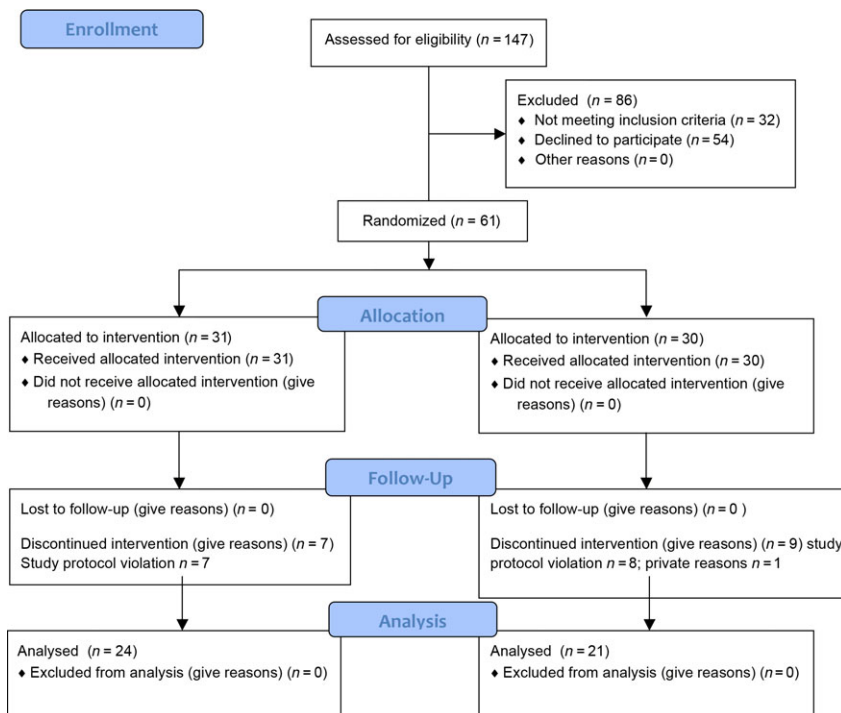 Enrollment
Assessed for eligibility (n = 147)
Excluded (n = 86)
♦ Not meeting inclusion criteria (n = 32)
♦ Declined to participate (n = 54)
♦ Other reasons (n = 0)
Randomized (n = 61)
Allocation
Allocated to intervention (n = 31)
♦ Received allocated intervention (n = 31)
♦ Did not receive allocated intervention (give
reasons) (n = 0)
Allocated to intervention (n = 30)
♦ Received allocated intervention (n = 30)
♦ Did not receive allocated intervention (give
reasons) (n = 0)
Follow-Up
Lost to follow-up (give reasons) (n = 0)
Discontinued intervention (give reasons) (n = 7)
Study protocol violation n = 7
Lost to follow-up (give reasons) (n = 0 )
Discontinued intervention (give reasons) (n = 9) study
protocol violation n = 8; private reasons n = 1
Analysis
Analysed (n = 24)
♦ Excluded from analysis (give reasons) (n = 0)
Analysed (n = 21)
♦ Excluded from analysis (give reasons) (n = 0)